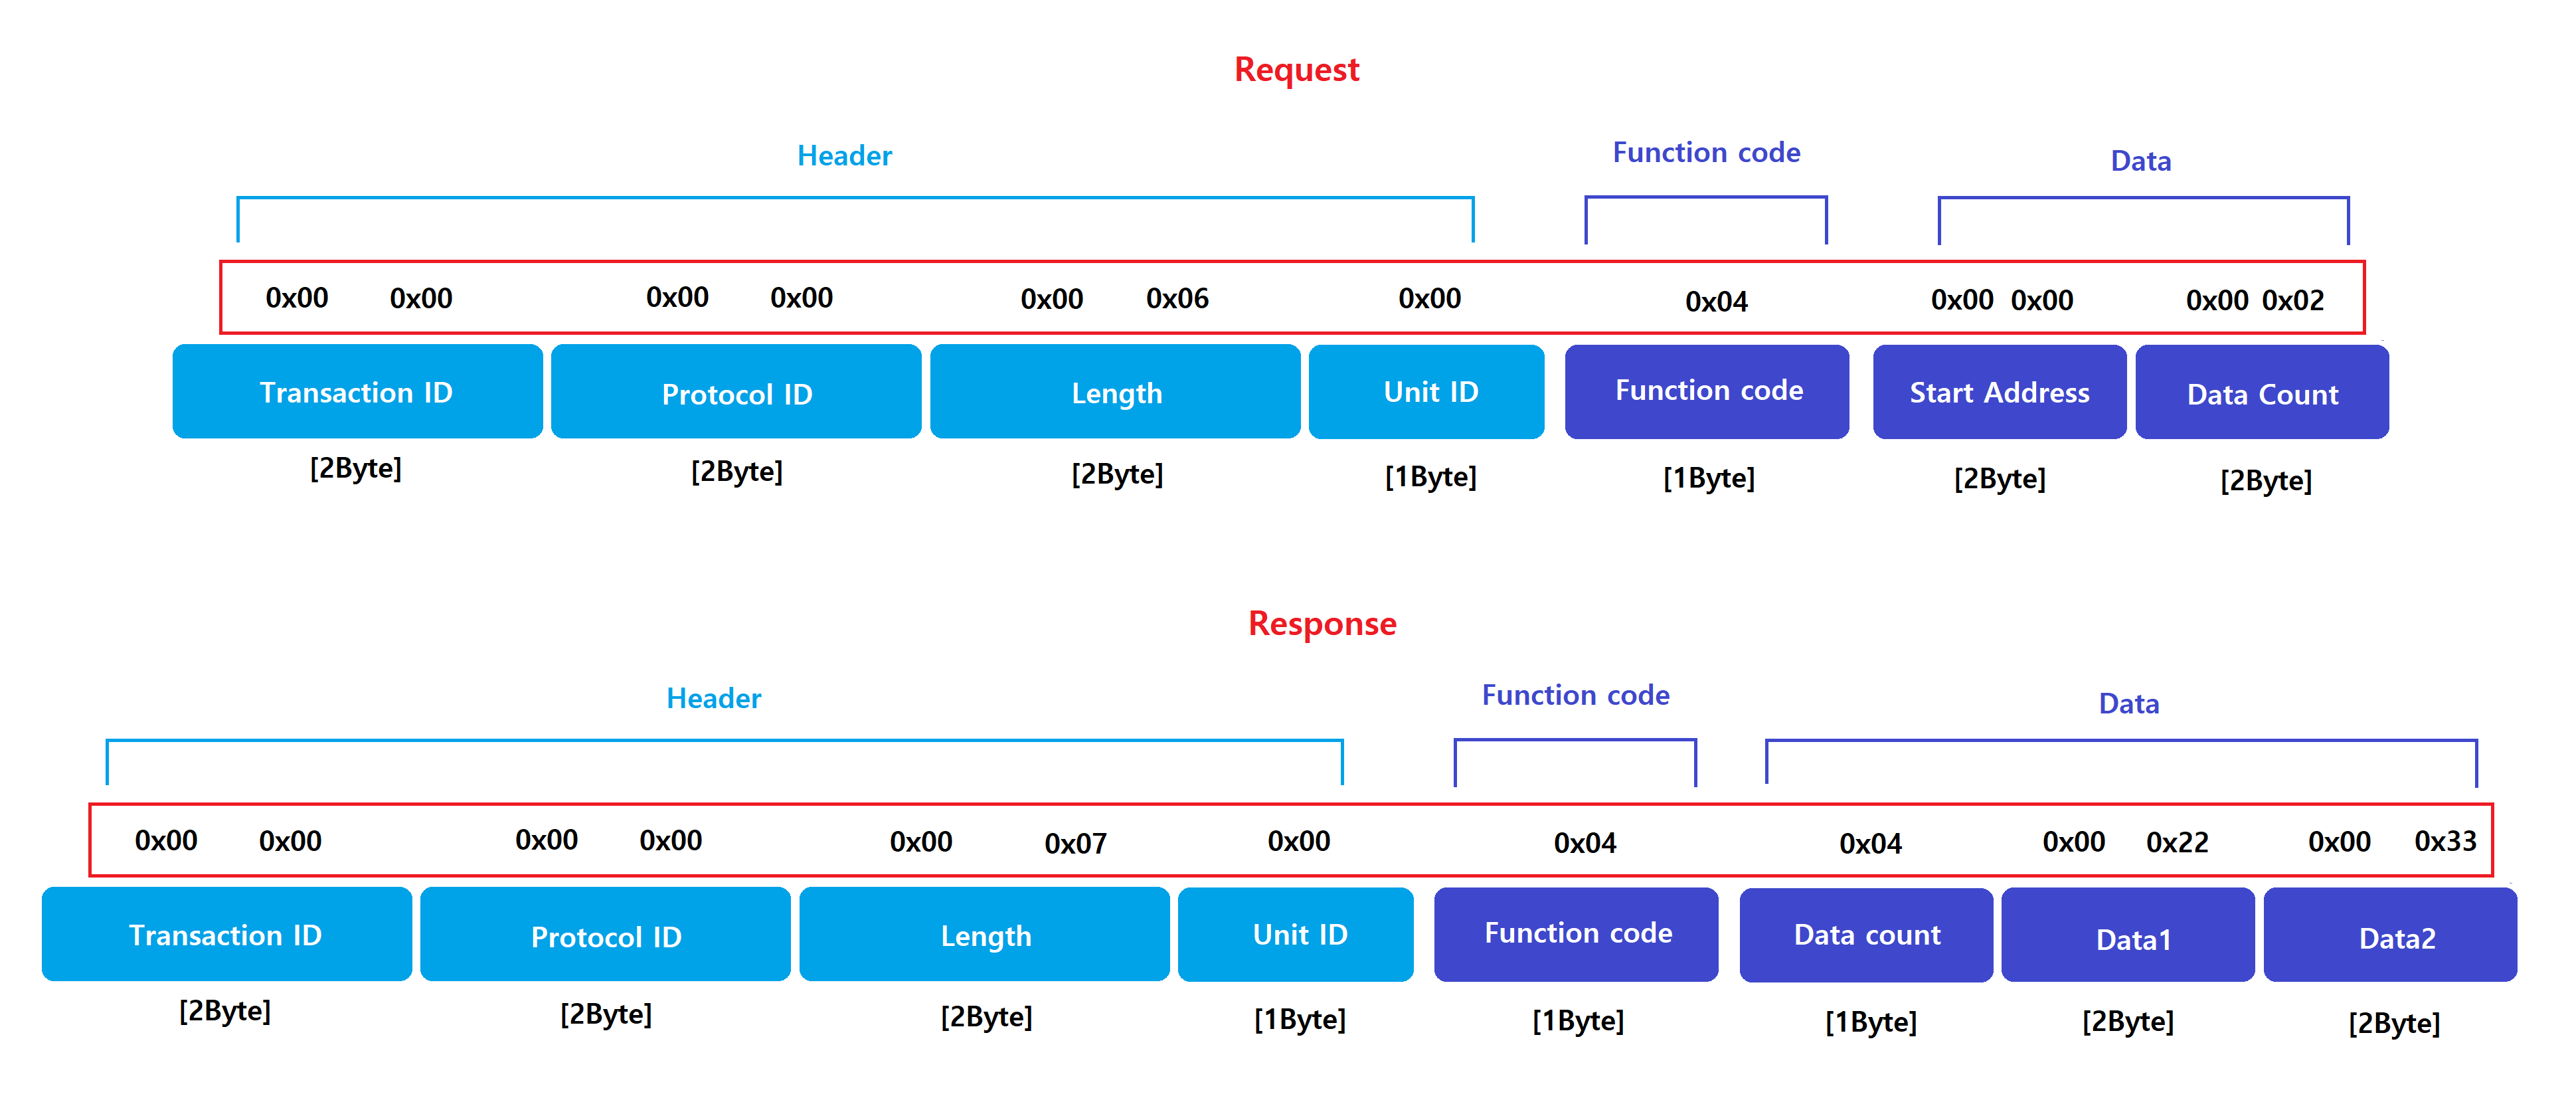 Request
Header Function code Data
0x00 0x00 0x00 0x00 0x00 0x06 0x00 0x04 0x00 0x00 0x00 0x02
Transaction ID Protocol ID Length Unit ID Function code Start Address Data Count
[2Byte] [2Byte] [2Byte] [1Byte] [1Byte] [2Byte] [2Byte]
Response
Header Function code Data
0x00 0x00 0x00 0x00 0x00 0x07 0x00 0x04 0x04 0x00 0x22 0x00 0x33
Transaction ID Protocol ID Length Unit ID Function code Data count Data1 Data2
[2Byte] [2Byte] [2Byte] [1Byte] [1Byte] [1Byte] [2Byte] [2Byte]